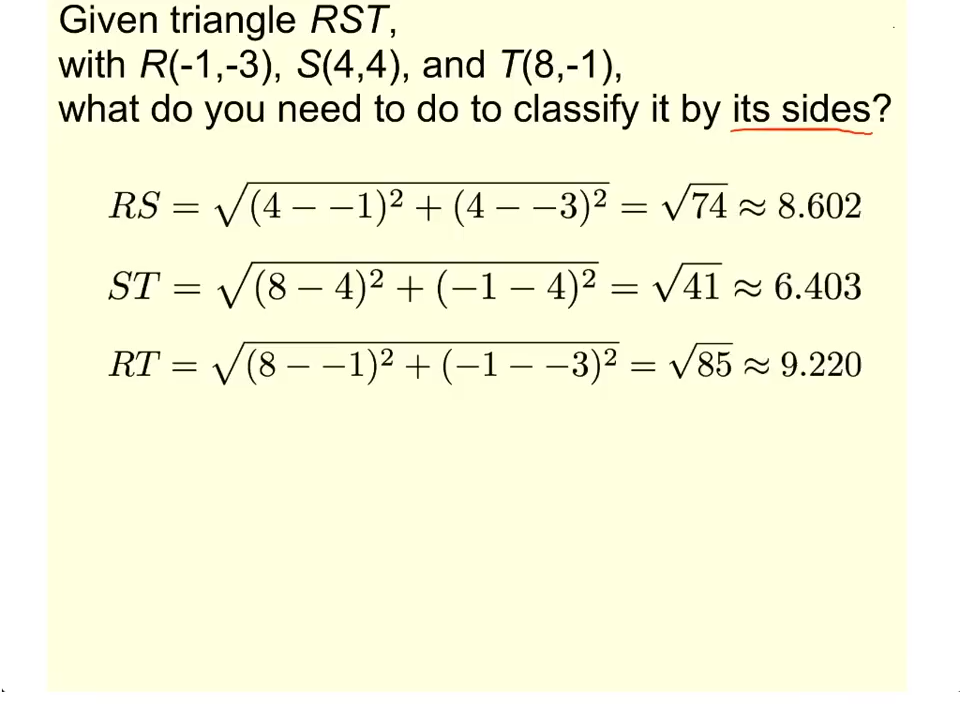 Given triangle RST,
with R(-1,-3), S(4,4), and T(8,-1),
what do you need to do to classify it by its sides?
RS = √(4 − −1)² + (4 − −3)² = √74 ≈ 8.602
ST = √(8 − 4)² + (−1 − 4)² = √41 ≈ 6.403
RT = √(8 − −1)² + (−1 − −3)² = √85 ≈ 9.220